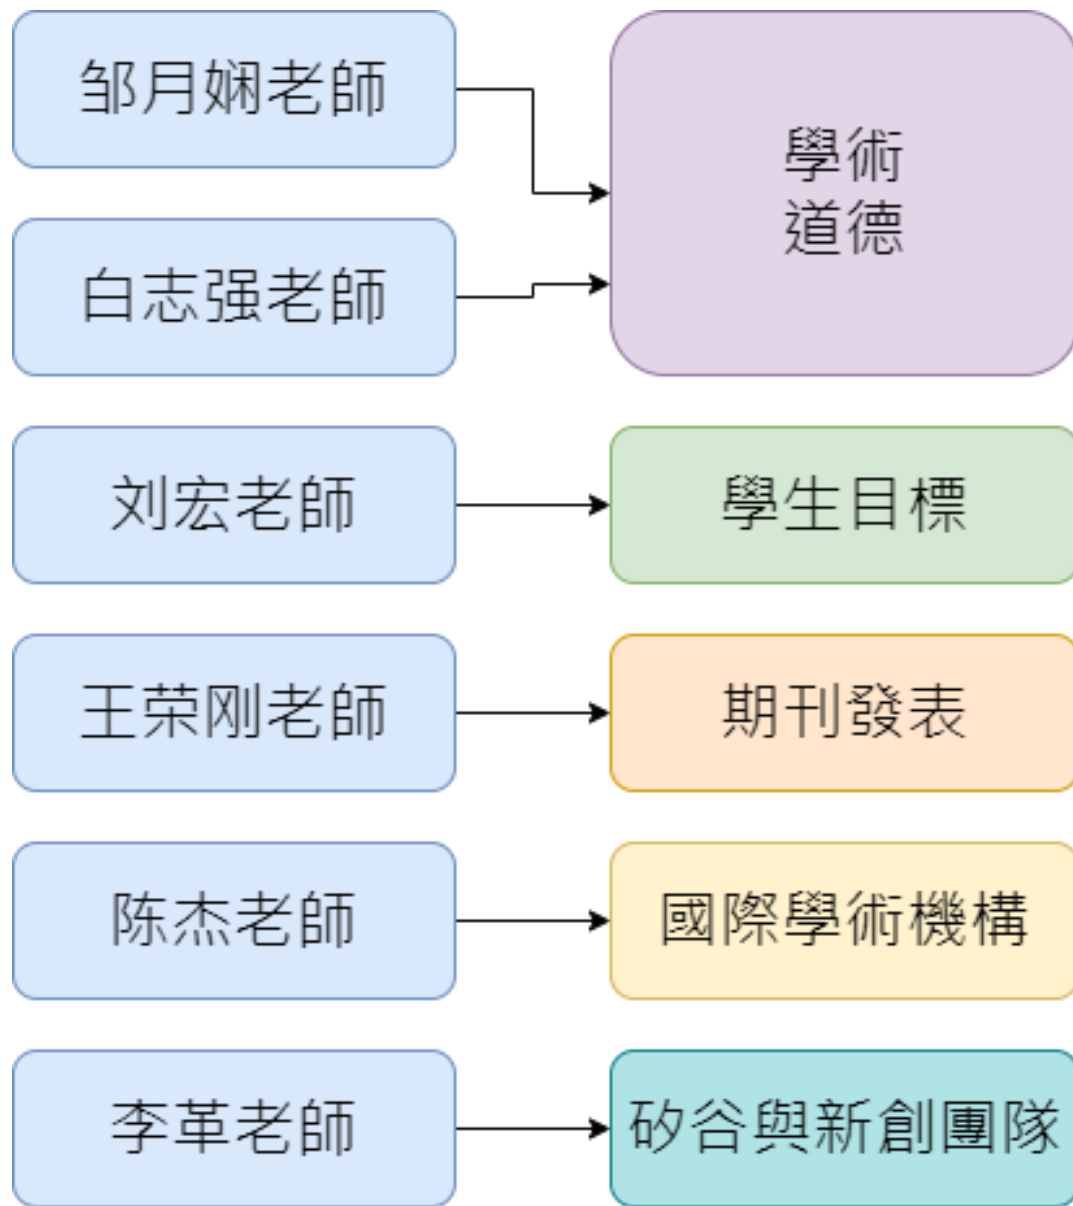 邹月娴老師
白志强老師
學術
道德
刘宏老師
學生目標
王荣刚老師
期刊發表
陈杰老師
國際學術機構
李革老師
矽谷與新創團隊